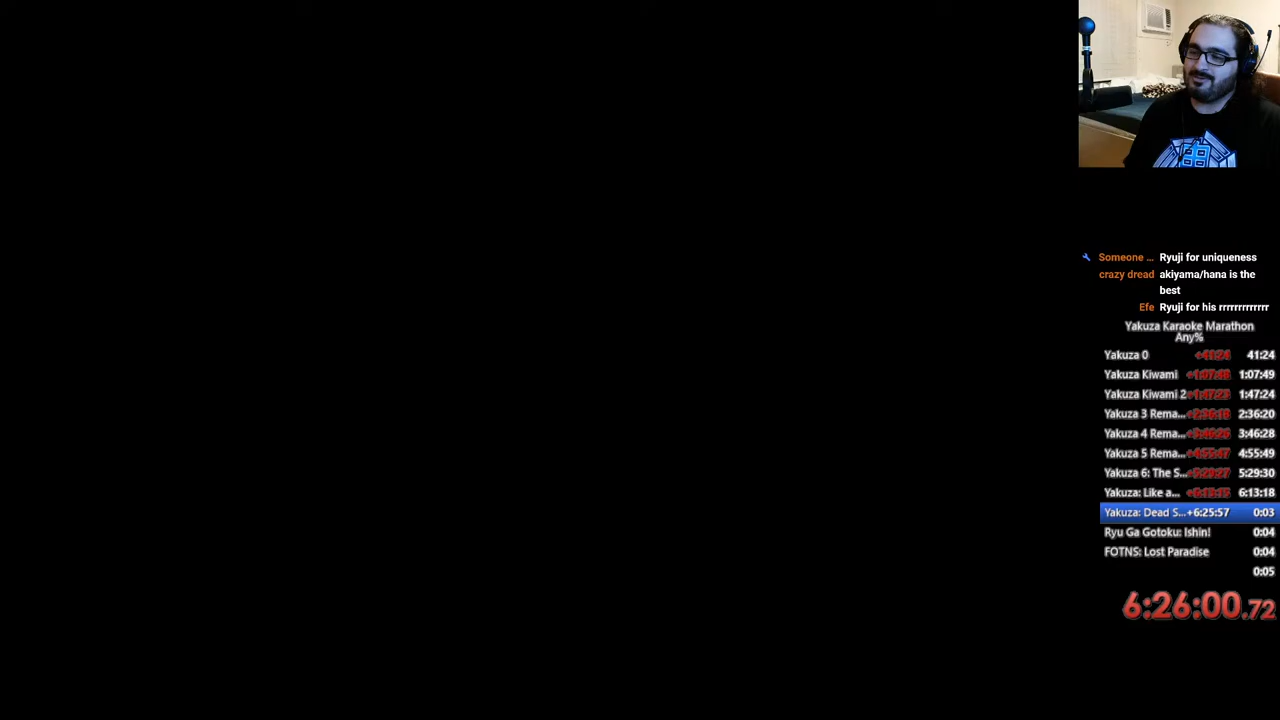 Someone ... Ryuji for uniqueness
crazy dread akiyama/hana is the
best
Efe Ryuji for his rrrrrrrrrrrrr
Yakuza Karaoke Marathon
Any%
Yakuza 0 +41:24 41:24
Yakuza Kiwami 1:07:49
Yakuza Kiwami 2 1:47:24
Yakuza 3 Rema... 2:36:20
Yakuza 4 Rema... 3:46:28
Yakuza 5 Rema... 4:55:49
Yakuza 6: The S... 5:29:30
Yakuza: Like a... 6:13:18
Yakuza: Dead S... +6:25:57 0:03
Ryu Ga Gotoku: Ishin! 0:04
FOTNS: Lost Paradise 0:04
0:05
6:26:00.72